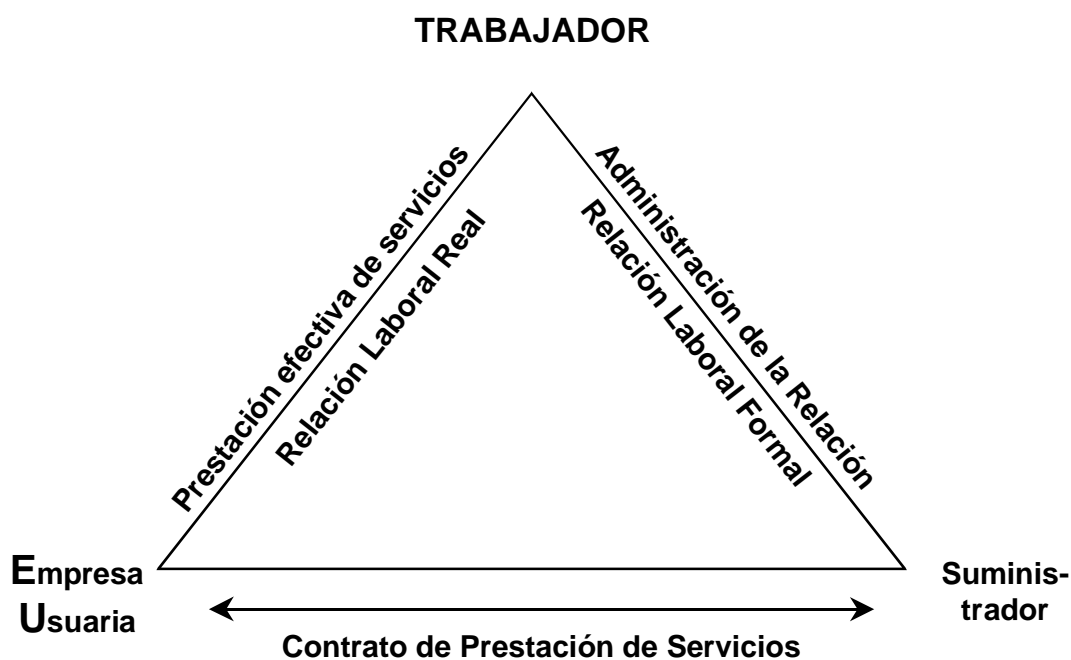 TRABAJADOR
Prestación efectiva de servicios
Relación Laboral Real
Administración de la Relación
Relación Laboral Formal
Empresa
Usuaria
Suminis-
trador
Contrato de Prestación de Servicios